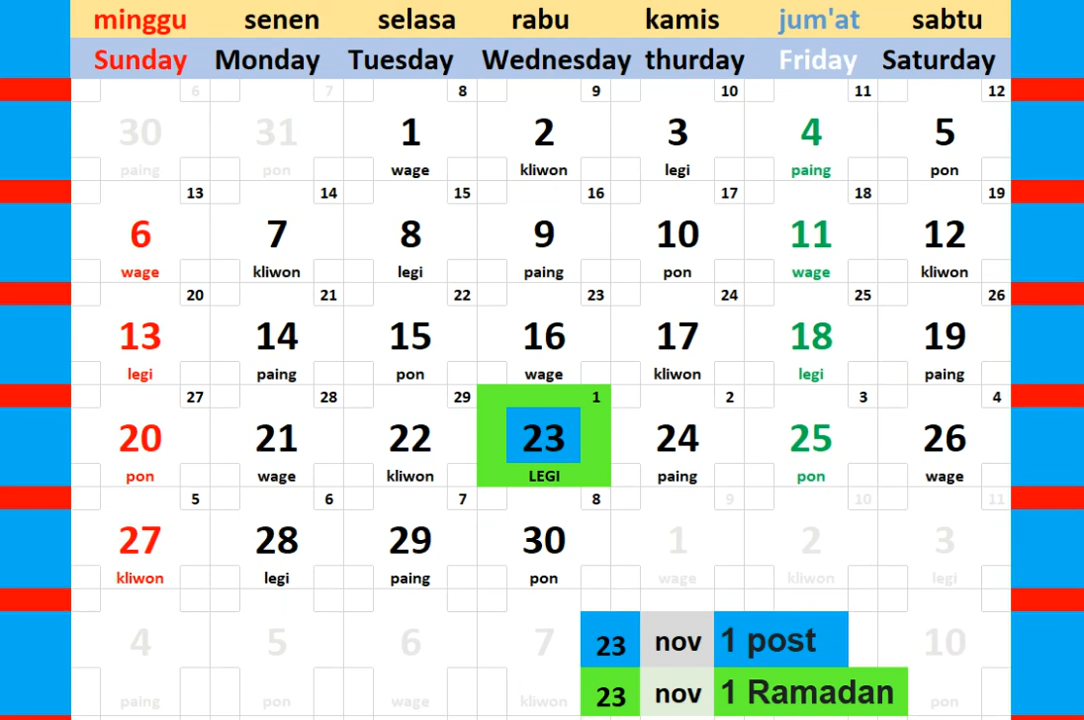 minggu senen selasa rabu kamis jum'at sabtu
Sunday Monday Tuesday Wednesday thurday Friday Saturday
6 7 8 9 10 11 12
30 31 1 2 3 4 5
paing pon wage kliwon legi paing pon
13 14 15 16 17 18 19
6 7 8 9 10 11 12
wage kliwon legi paing pon wage kliwon
20 21 22 23 24 25 26
13 14 15 16 17 18 19
legi paing pon wage kliwon legi paing
27 28 29 1 2 3 4
20 21 22 23 24 25 26
pon wage kliwon LEGI paing pon wage
5 6 7 8 9 10 11
27 28 29 30 1 2 3
kliwon legi paing pon wage kliwon legi
4 5 6 7 23 nov 1 post 10
paing pon wage kliwon 23 nov 1 Ramadan pon